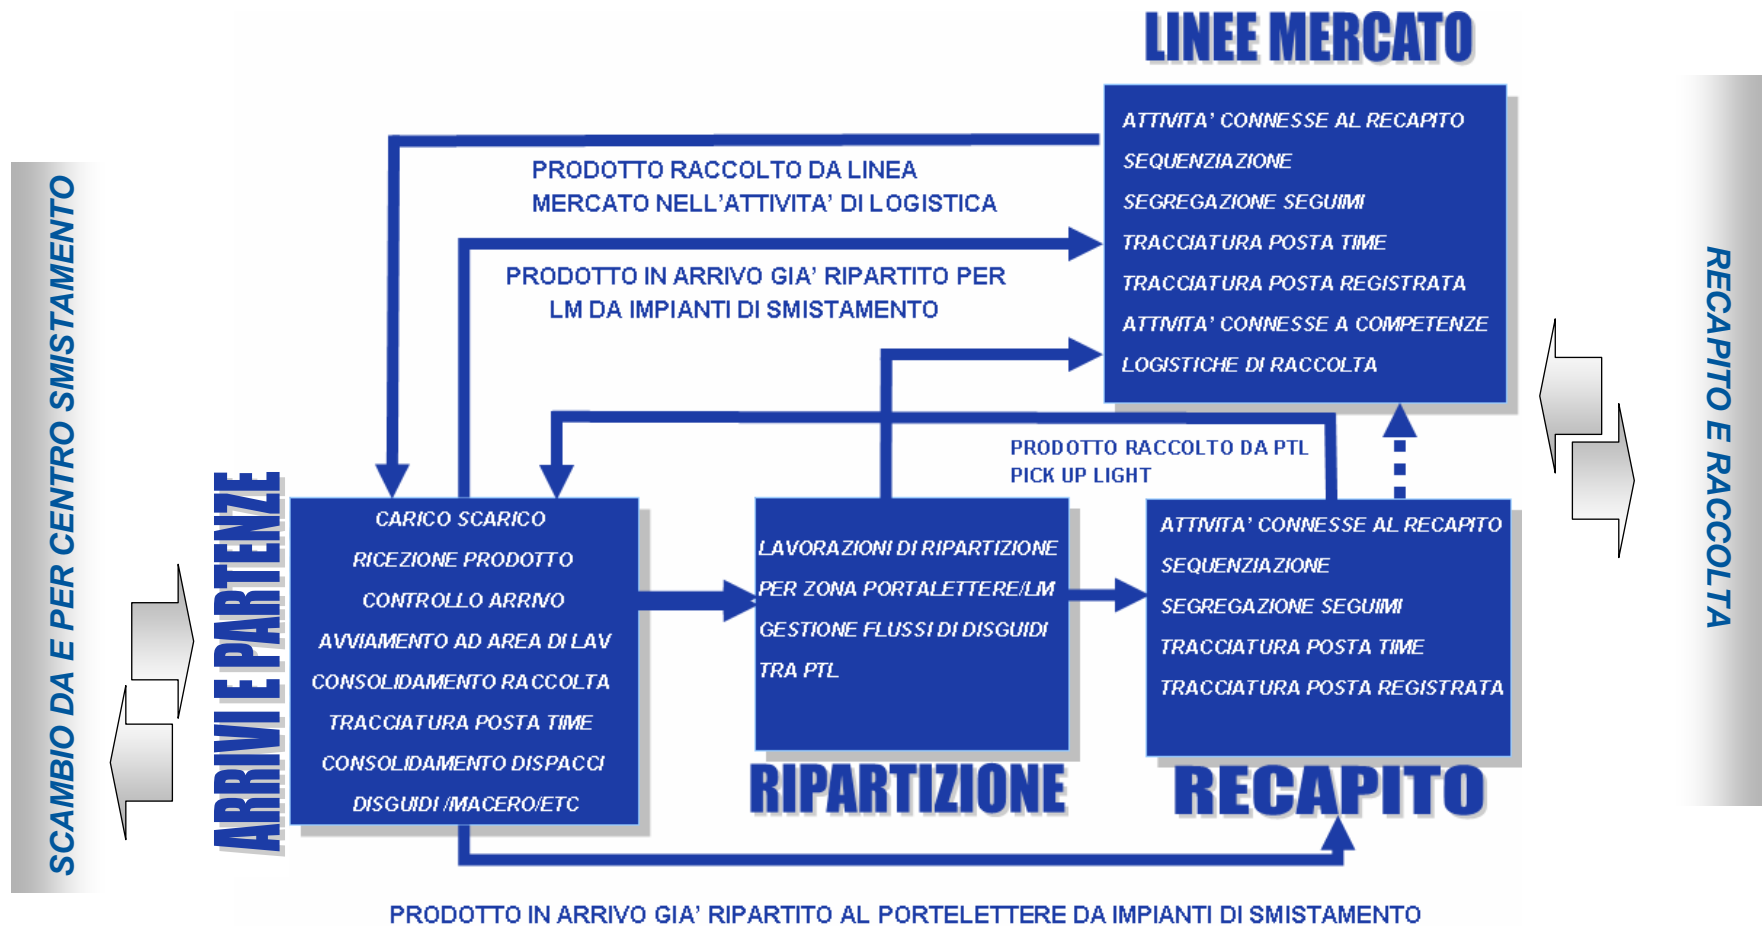 LINEE MERCATO
ATTIVITA' CONNESSE AL RECAPITO
SEQUENZIAZIONE
SEGREGAZIONE SEGUIMI
TRACCIATURA POSTA TIME
TRACCIATURA POSTA REGISTRATA
ATTIVITA' CONNESSE A COMPETENZE
LOGISTICHE DI RACCOLTA
PRODOTTO RACCOLTO DA LINEA
MERCATO NELL'ATTIVITA' DI LOGISTICA
PRODOTTO IN ARRIVO GIA' RIPARTITO PER
LM DA IMPIANTI DI SMISTAMENTO
PRODOTTO RACCOLTO DA PTL
PICK UP LIGHT
SCAMBIO DA E PER CENTRO SMISTAMENTO
ARRIVI E PARTENZE
CARICO SCARICO
RICEZIONE PRODOTTO
CONTROLLO ARRIVO
AVVIAMENTO AD AREA DI LAV
CONSOLIDAMENTO RACCOLTA
TRACCIATURA POSTA TIME
CONSOLIDAMENTO DISPACCI
DISGUIDI /MACERO/ETC
LAVORAZIONI DI RIPARTIZIONE
PER ZONA PORTALETTERE/LM
GESTIONE FLUSSI DI DISGUIDI
TRA PTL
RIPARTIZIONE
ATTIVITA' CONNESSE AL RECAPITO
SEQUENZIAZIONE
SEGREGAZIONE SEGUIMI
TRACCIATURA POSTA TIME
TRACCIATURA POSTA REGISTRATA
RECAPITO
RECAPITO E RACCOLTA
PRODOTTO IN ARRIVO GIA' RIPARTITO AL PORTELETTERE DA IMPIANTI DI SMISTAMENTO